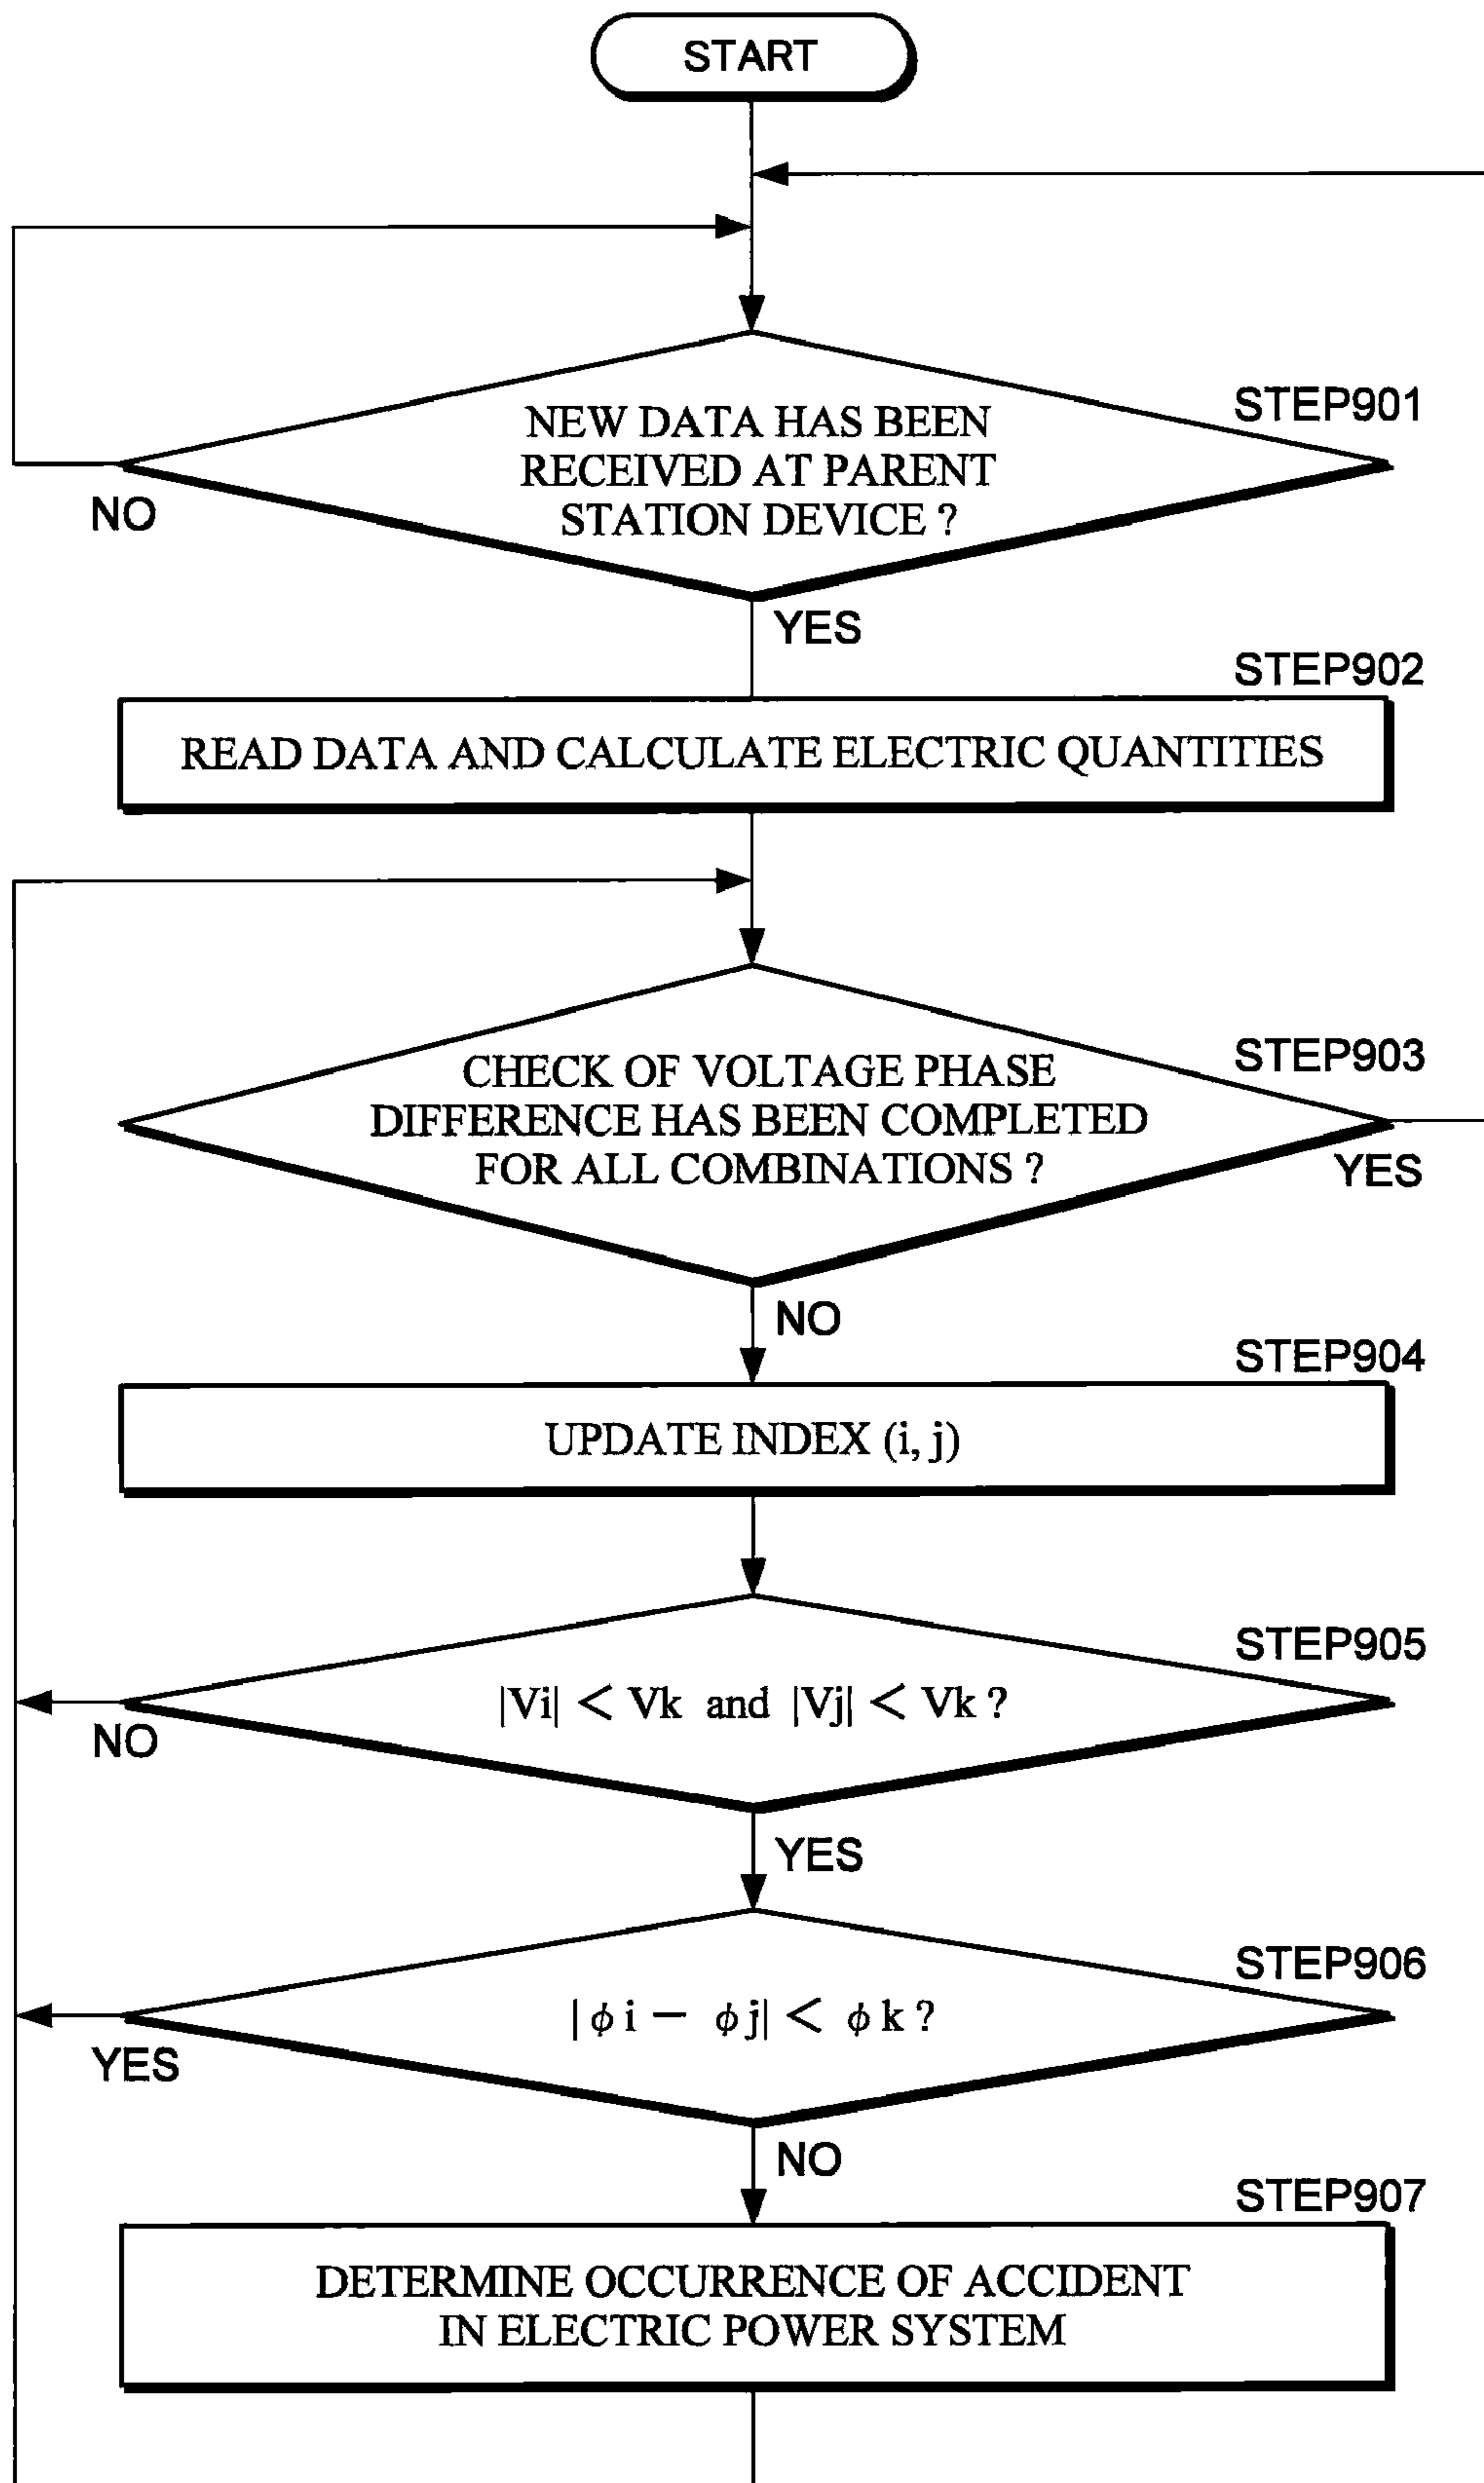 START
STEP901
NEW DATA HAS BEEN
RECEIVED AT PARENT
STATION DEVICE ?
NO
YES
STEP902
READ DATA AND CALCULATE ELECTRIC QUANTITIES
STEP903
CHECK OF VOLTAGE PHASE
DIFFERENCE HAS BEEN COMPLETED
FOR ALL COMBINATIONS ?
YES
NO
STEP904
UPDATE INDEX (i, j)
STEP905
|Vi| < Vk and |Vj| < Vk ?
NO
YES
STEP906
| ϕ i − ϕ j| < ϕ k ?
YES
NO
STEP907
DETERMINE OCCURRENCE OF ACCIDENT
IN ELECTRIC POWER SYSTEM